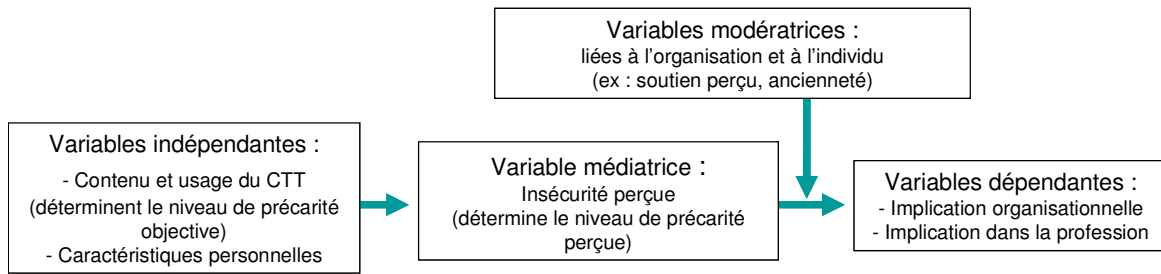 Variables modératrices :
liées à l'organisation et à l'individu
(ex : soutien perçu, ancienneté)
Variables indépendantes :
- Contenu et usage du CTT
(déterminent le niveau de précarité
objective)
- Caractéristiques personnelles
Variable médiatrice :
Insécurité perçue
(détermine le niveau de précarité
perçue)
Variables dépendantes :
- Implication organisationnelle
- Implication dans la profession